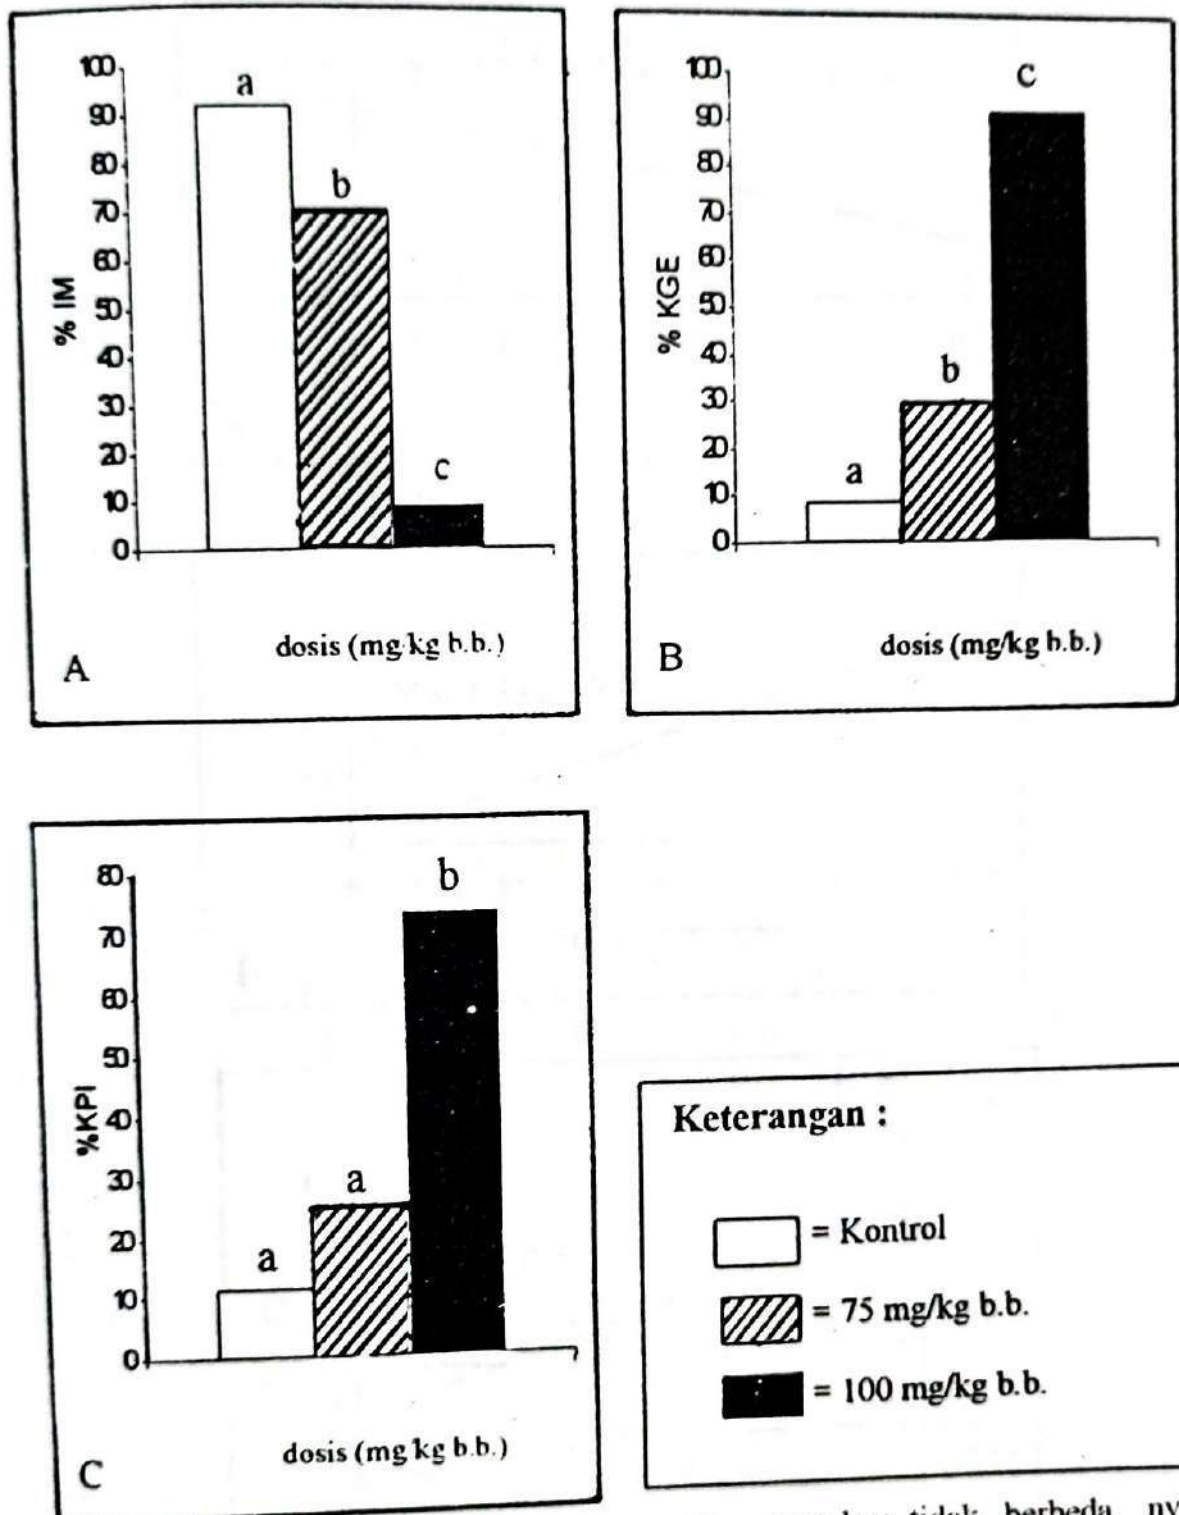 % IM
100
90
80
70
60
50
40
30
20
10
0
a
b
c
dosis (mg/kg b.b.)
A
% KGE
100
90
80
70
60
50
40
30
20
10
0
a
b
c
dosis (mg/kg b.b.)
B
%KPI
80
70
60
50
40
30
20
10
0
a
a
b
dosis (mg/kg b.b.)
C
Keterangan :
= Kontrol
= 75 mg/kg b.b.
= 100 mg/kg b.b.
tidak berbeda